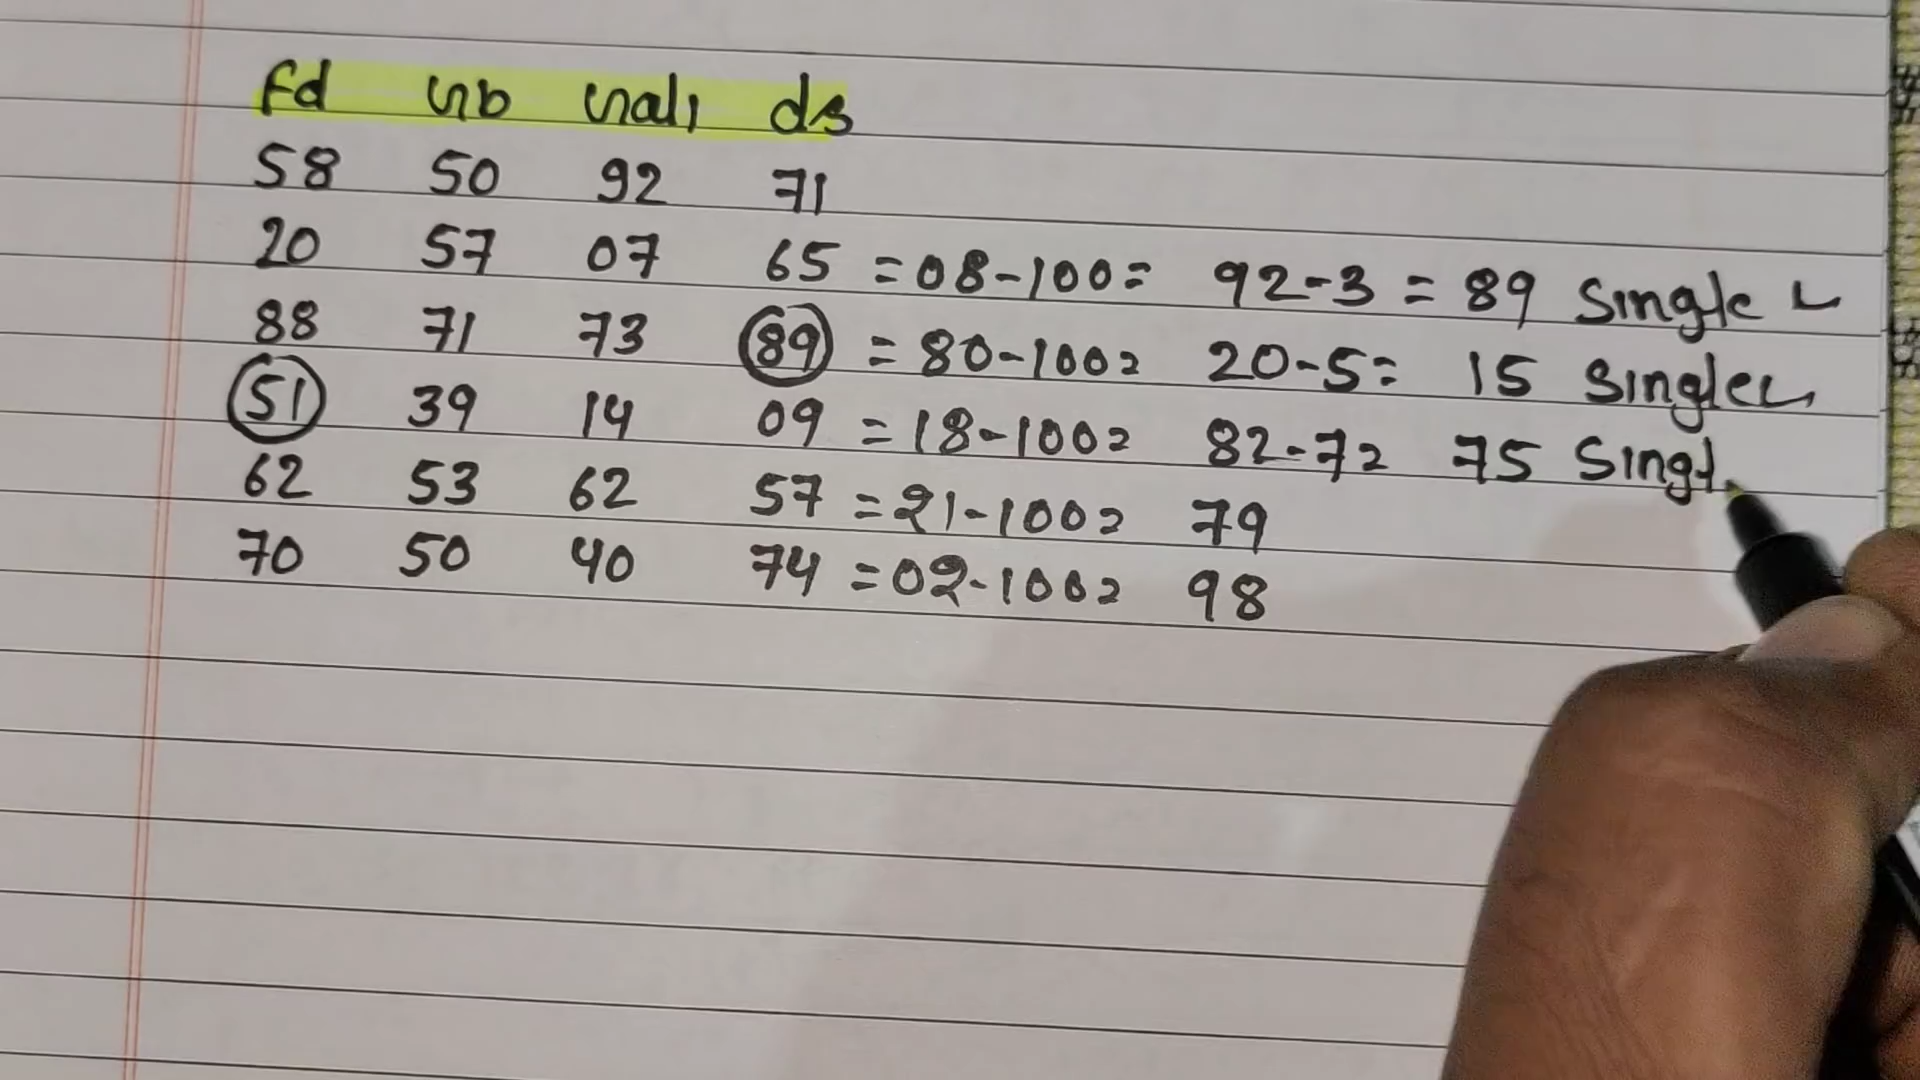 Fd Gb Gali ds
58 50 92 71
20 57 07 65 = 08-100= 92-3 = 89 Single
88 71 73 89 = 80-100= 20-5= 15 Single
51 39 14 09 = 18-100= 82-7= 75 Singl
62 53 62 57 = 21-100= 79
70 50 40 74 = 02-100= 98